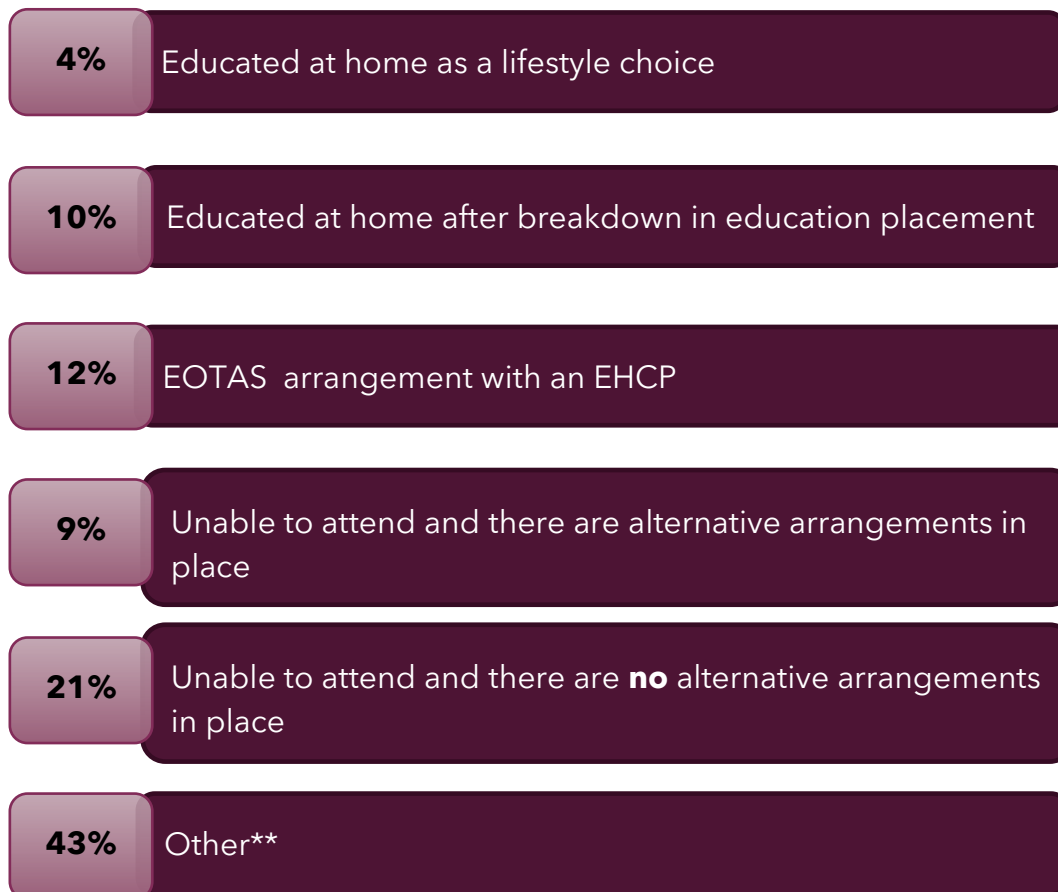 4% Educated at home as a lifestyle choice
10% Educated at home after breakdown in education placement
12% EOTAS arrangement with an EHCP
9% Unable to attend and there are alternative arrangements in
place
21% Unable to attend and there are no alternative arrangements
in place
43% Other**